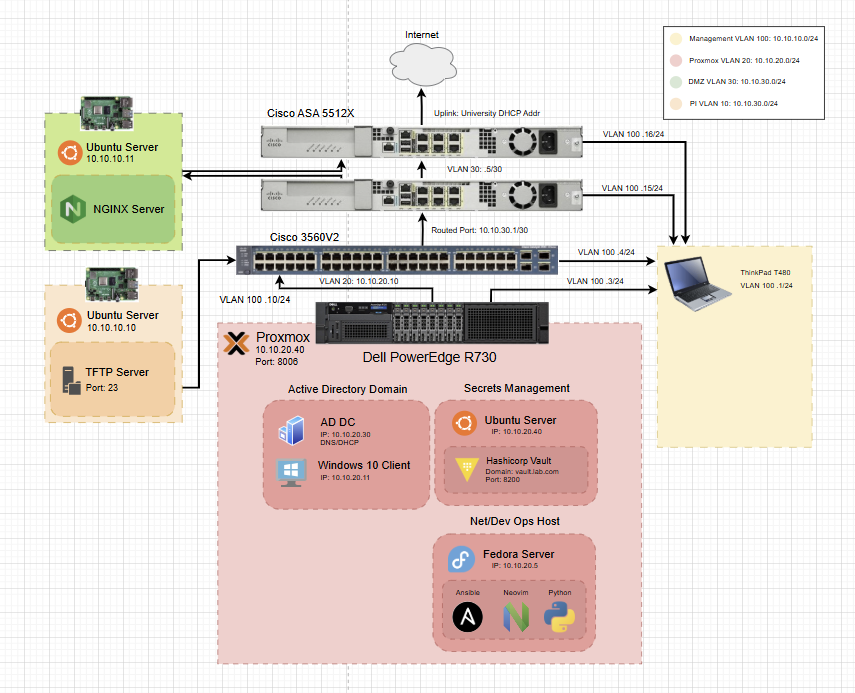 Internet
Management VLAN 100: 10.10.10.0/24
Proxmox VLAN 20: 10.10.20.0/24
DMZ VLAN 30: 10.10.30.0/24
PI VLAN 10: 10.10.30.0/24
Cisco ASA 5512X
Uplink: University DHCP Addr
VLAN 100 .16/24
Ubuntu Server
10.10.10.11
NGINX Server
VLAN 30: .5/30
VLAN 100 .15/24
Routed Port: 10.10.30.1/30
Cisco 3560V2
VLAN 100 .4/24
ThinkPad T480
VLAN 100 .1/24
VLAN 20: 10.10.20.10
VLAN 100 .3/24
VLAN 100 .10/24
Ubuntu Server
10.10.10.10
TFTP Server
Port: 23
Proxmox
10.10.20.40
Port: 8006
Dell PowerEdge R730
Active Directory Domain
AD DC
IP: 10.10.20.30
DNS/DHCP
Windows 10 Client
IP: 10.10.20.11
Secrets Management
Ubuntu Server
IP: 10.10.20.40
Hashicorp Vault
Domain: vault.lab.com
Port: 8200
Net/Dev Ops Host
Fedora Server
IP: 10.10.20.5
Ansible
Neovim
Python